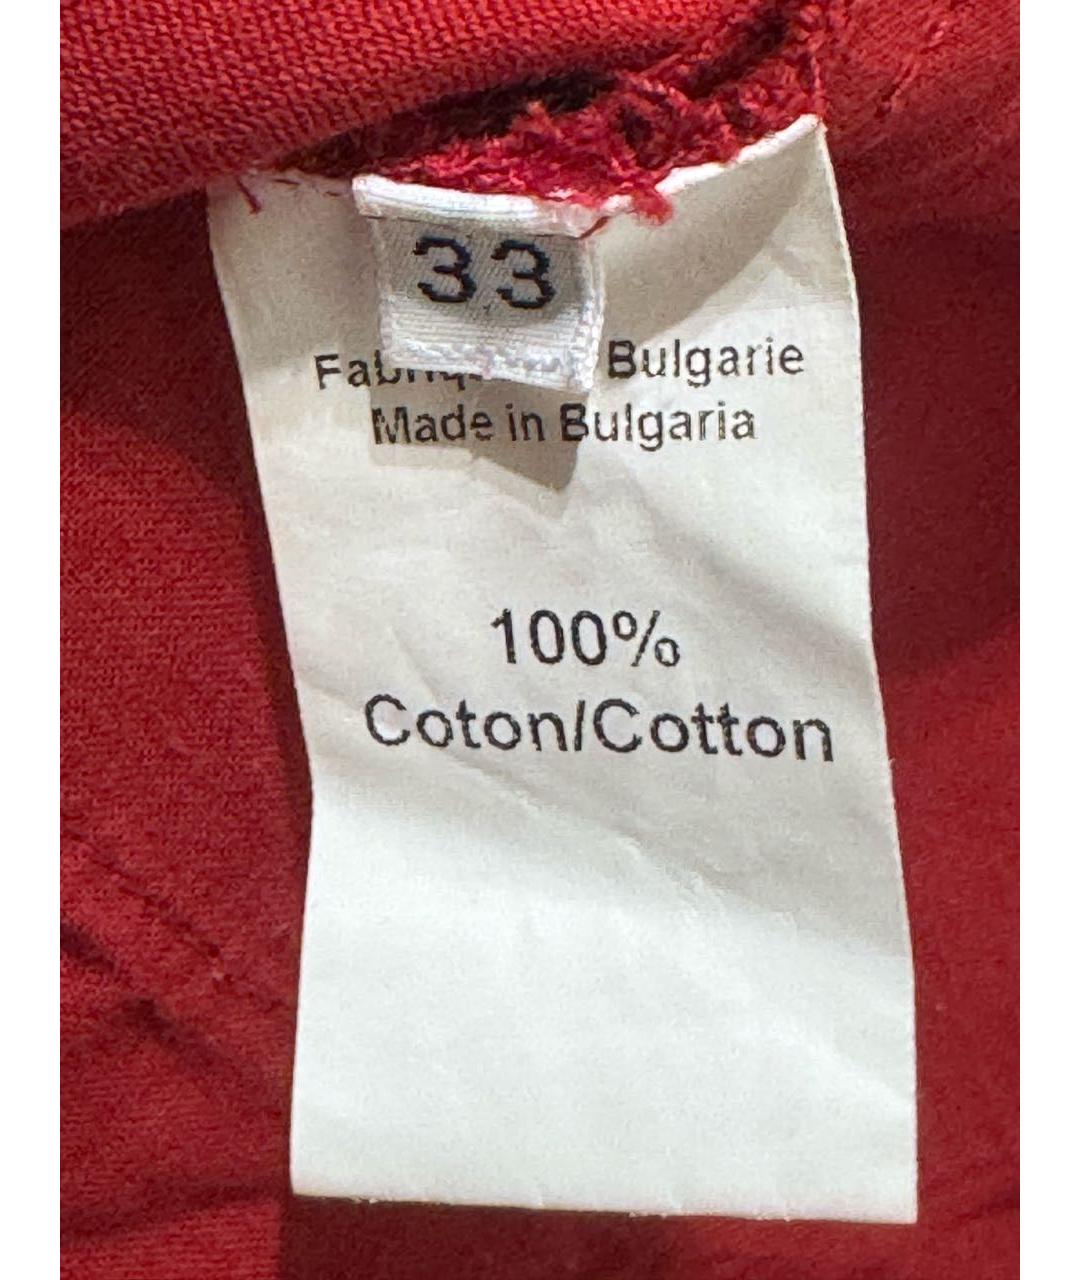 33
Bulgarie
Made in Bulgaria
100%
Coton/Cotton